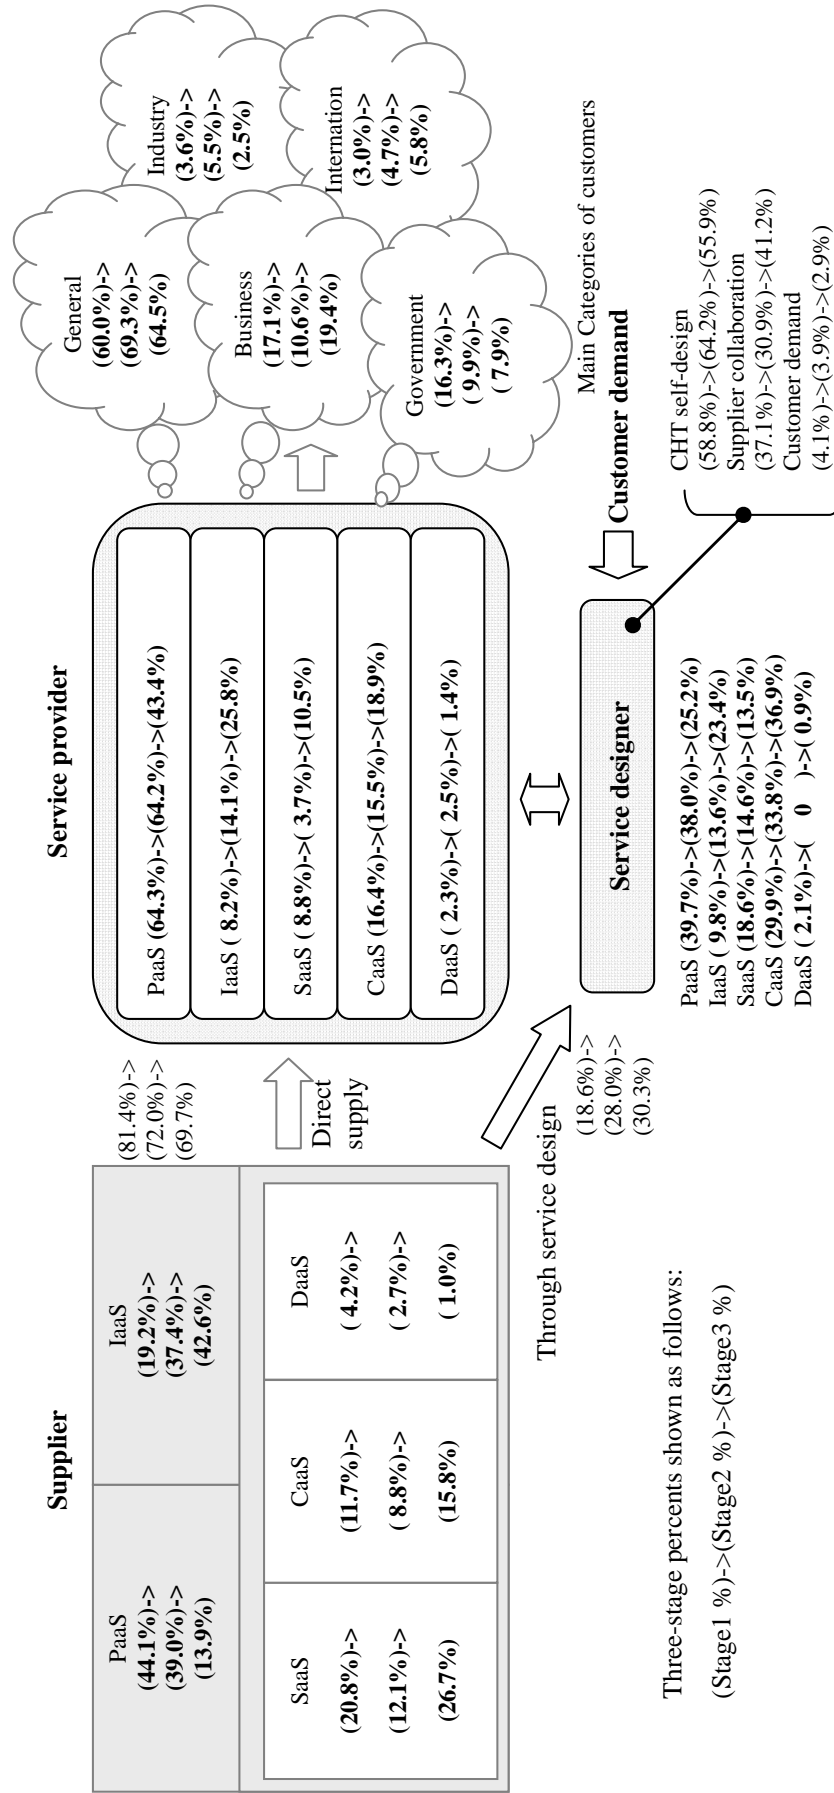 Supplier
PaaS
(44.1%)->
(39.0%)->
(13.9%)
IaaS
(19.2%)->
(37.4%)->
(42.6%)
SaaS
(20.8%)->
(12.1%)->
(26.7%)
CaaS
(11.7%)->
( 8.8%)->
(15.8%)
DaaS
( 4.2%)->
( 2.7%)->
( 1.0%)
(81.4%)->
(72.0%)->
(69.7%)
Direct
supply
Through service design
(18.6%)->
(28.0%)->
(30.3%)
Three-stage percents shown as follows:
(Stage1 %)->(Stage2 %)->(Stage3 %)
Service provider
PaaS (64.3%)->(64.2%)->(43.4%)
IaaS ( 8.2%)->(14.1%)->(25.8%)
SaaS ( 8.8%)->( 3.7%)->(10.5%)
CaaS (16.4%)->(15.5%)->(18.9%)
DaaS ( 2.3%)->( 2.5%)->( 1.4%)
Service designer
PaaS (39.7%)->(38.0%)->(25.2%)
IaaS ( 9.8%)->(13.6%)->(23.4%)
SaaS (18.6%)->(14.6%)->(13.5%)
CaaS (29.9%)->(33.8%)->(36.9%)
DaaS ( 2.1%)->( 0 )->( 0.9%)
General
(60.0%)->
(69.3%)->
(64.5%)
Industry
(3.6%)->
(5.5%)->
(2.5%)
Business
(17.1%)->
(10.6%)->
(19.4%)
Internation
(3.0%)->
(4.7%)->
(5.8%)
Government
(16.3%)->
( 9.9%)->
( 7.9%)
Main Categories of customers
Customer demand
CHT self-design
(58.8%)->(64.2%)->(55.9%)
Supplier collaboration
(37.1%)->(30.9%)->(41.2%)
Customer demand
(4.1%)->(3.9%)->(2.9%)